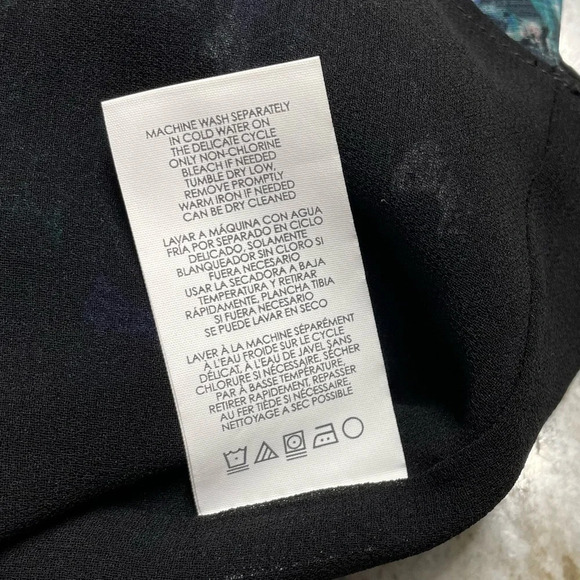 MACHINE WASH SEPARATELY
IN COLD WATER ON
THE DELICATE CYCLE
ONLY NON-CHLORINE
BLEACH IF NEEDED
TUMBLE DRY LOW,
REMOVE PROMPTLY
WARM IRON IF NEEDED
CAN BE DRY CLEANED
LAVAR A MÁQUINA CON AGUA
FRÍA POR SEPARADO EN CICLO
DELICADO, SOLAMENTE
BLANQUEADOR SIN CLORO SI
FUERA NECESARIO
USAR LA SECADORA A BAJA
TEMPERATURA Y RETIRAR
RÁPIDAMENTE, PLANCHA TIBIA
SI FUERA NECESARIO
SE PUEDE LAVAR EN SECO
LAVER À LA MACHINE SÉPARÉMENT
À L'EAU FROIDE SUR LE CYCLE
DÉLICAT, À L'EAU DE JAVEL SANS
CHLORURE SI NÉCESSAIRE, SÉCHER
PAR À BASSE TEMPÉRATURE,
RETIRER RAPIDEMENT, REPASSER
AU FER TIÈDE SI NÉCESSAIRE,
NETTOYAGE A SEC POSSIBLE